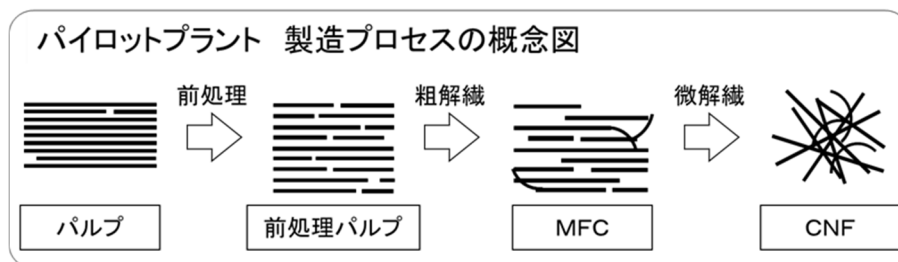 パイロットプラント 製造プロセスの概念図
前処理
粗解繊
微解繊
パルプ
前処理パルプ
MFC
CNF